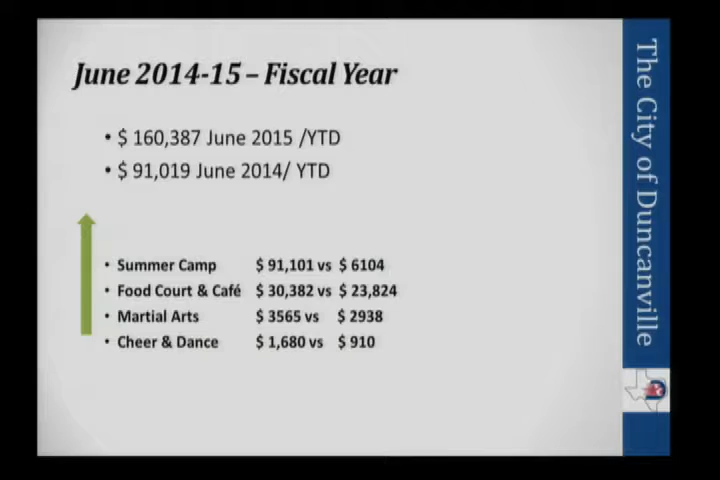 June 2014-15 – Fiscal Year
• $ 160,387 June 2015 /YTD
• $ 91,019 June 2014/ YTD
• Summer Camp $ 91,101 vs $ 6104
• Food Court & Café $ 30,382 vs $ 23,824
• Martial Arts $ 3565 vs $ 2938
• Cheer & Dance $ 1,680 vs $ 910
The City of Duncanville